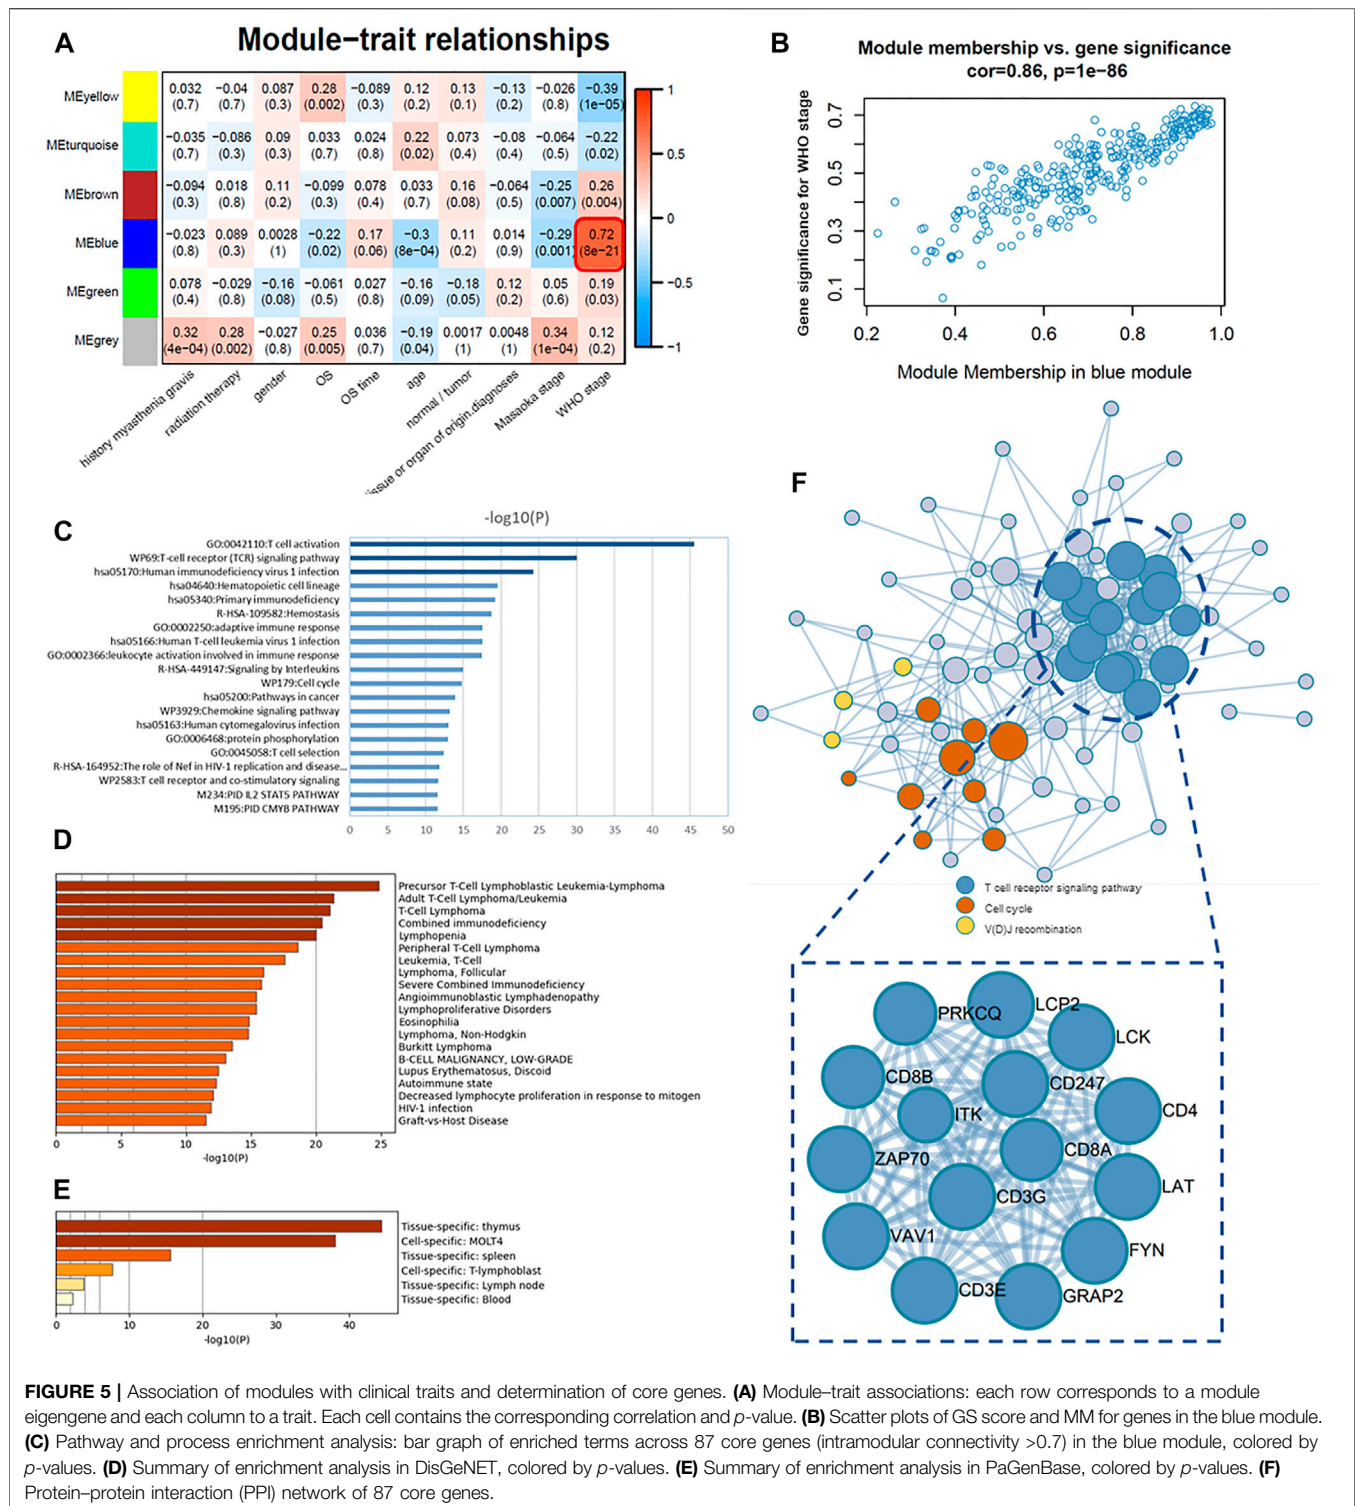 A
Module−trait relationships
MEyellow 0.032 −0.04 0.087 0.28 −0.089 0.12 0.13 −0.13 −0.026 −0.39
(0.7) (0.7) (0.3) (0.002) (0.3) (0.2) (0.1) (0.2) (0.8) (1e−05)
MEturquoise −0.035 −0.086 0.09 0.033 0.024 0.22 0.073 −0.08 −0.064 −0.22
(0.7) (0.3) (0.3) (0.7) (0.8) (0.02) (0.4) (0.4) (0.5) (0.02)
MEbrown −0.094 0.018 0.11 −0.099 0.078 0.033 0.16 −0.064 −0.25 0.26
(0.3) (0.8) (0.2) (0.3) (0.4) (0.7) (0.08) (0.5) (0.007) (0.004)
MEblue −0.023 0.089 0.0028 −0.22 0.17 −0.3 0.11 0.014 −0.29 0.72
(0.8) (0.3) (1) (0.02) (0.06) (8e−04) (0.2) (0.9) (0.001) (8e−21
MEgreen 0.078 −0.029 −0.16 −0.061 0.027 −0.16 −0.18 0.12 0.05 0.19
(0.4) (0.8) (0.08) (0.5) (0.8) (0.09) (0.05) (0.2) (0.6) (0.03)
MEgrey 0.32 0.28 −0.027 0.25 0.036 −0.19 0.0017 0.0048 0.34 0.12
(4e−04) (0.002) (0.8) (0.005) (0.7) (0.04) (1) (1) (1e−04) (0.2)
1
0.5
0
−0.5
−1
history myasthenia gravis
radiation therapy
gender
OS
OS time
age
normal / tumor
issue or organ of origin.diagnoses
Masaoka stage
WHO stage
B
Module membership vs. gene significance
cor=0.86, p=1e−86
Gene significance for WHO stage
0.1 0.3 0.5 0.7
0.2 0.4 0.6 0.8 1.0
Module Membership in blue module
C
-log10(P)
GO:0042110:T cell activation
WP69:T-cell receptor (TCR) signaling pathway
hsa05170:Human immunodeficiency virus 1 infection
hsa04640:Hematopoietic cell lineage
hsa05340:Primary immunodeficiency
R-HSA-109582:Hemostasis
GO:0002250:adaptive immune response
hsa05166:Human T-cell leukemia virus 1 infection
GO:0002366:leukocyte activation involved in immune response
R-HSA-449147:Signaling by Interleukins
WP179:Cell cycle
hsa05200:Pathways in cancer
WP3929:Chemokine signaling pathway
hsa05163:Human cytomegalovirus infection
GO:0006468:protein phosphorylation
GO:0045058:T cell selection
R-HSA-164952:The role of Nef in HIV-1 replication and disease...
WP2583:T cell receptor and co-stimulatory signaling
M234:PID IL2 STAT5 PATHWAY
M195:PID CMYB PATHWAY
0 5 10 15 20 25 30 35 40 45 50
D
Precursor T-Cell Lymphoblastic Leukemia-Lymphoma
Adult T-Cell Lymphoma/Leukemia
T-Cell Lymphoma
Combined immunodeficiency
Lymphopenia
Peripheral T-Cell Lymphoma
Leukemia, T-Cell
Lymphoma, Follicular
Severe Combined Immunodeficiency
Angioimmunoblastic Lymphadenopathy
Lymphoproliferative Disorders
Eosinophilia
Lymphoma, Non-Hodgkin
Burkitt Lymphoma
B-CELL MALIGNANCY, LOW-GRADE
Lupus Erythematosus, Discoid
Autoimmune state
Decreased lymphocyte proliferation in response to mitogen
HIV-1 infection
Graft-vs-Host Disease
0 5 10 15 20 25
-log10(P)
E
Tissue-specific: thymus
Cell-specific: MOLT4
Tissue-specific: spleen
Cell-specific: T-lymphoblast
Tissue-specific: Lymph node
Tissue-specific: Blood
0 10 20 30 40
-log10(P)
F
T cell receptor signaling pathway
Cell cycle
V(D)J recombination
PRKCQ
LCP2
LCK
CD8B
CD247
ITK
CD4
ZAP70
CD8A
CD3G
LAT
VAV1
FYN
CD3E
GRAP2
FIGURE 5 | Association of modules with clinical traits and determination of core genes. (A) Module–trait associations: each row corresponds to a module
eigengene and each column to a trait. Each cell contains the corresponding correlation and p-value. (B) Scatter plots of GS score and MM for genes in the blue module.
(C) Pathway and process enrichment analysis: bar graph of enriched terms across 87 core genes (intramodular connectivity >0.7) in the blue module, colored by
p-values. (D) Summary of enrichment analysis in DisGeNET, colored by p-values. (E) Summary of enrichment analysis in PaGenBase, colored by p-values. (F)
Protein–protein interaction (PPI) network of 87 core genes.